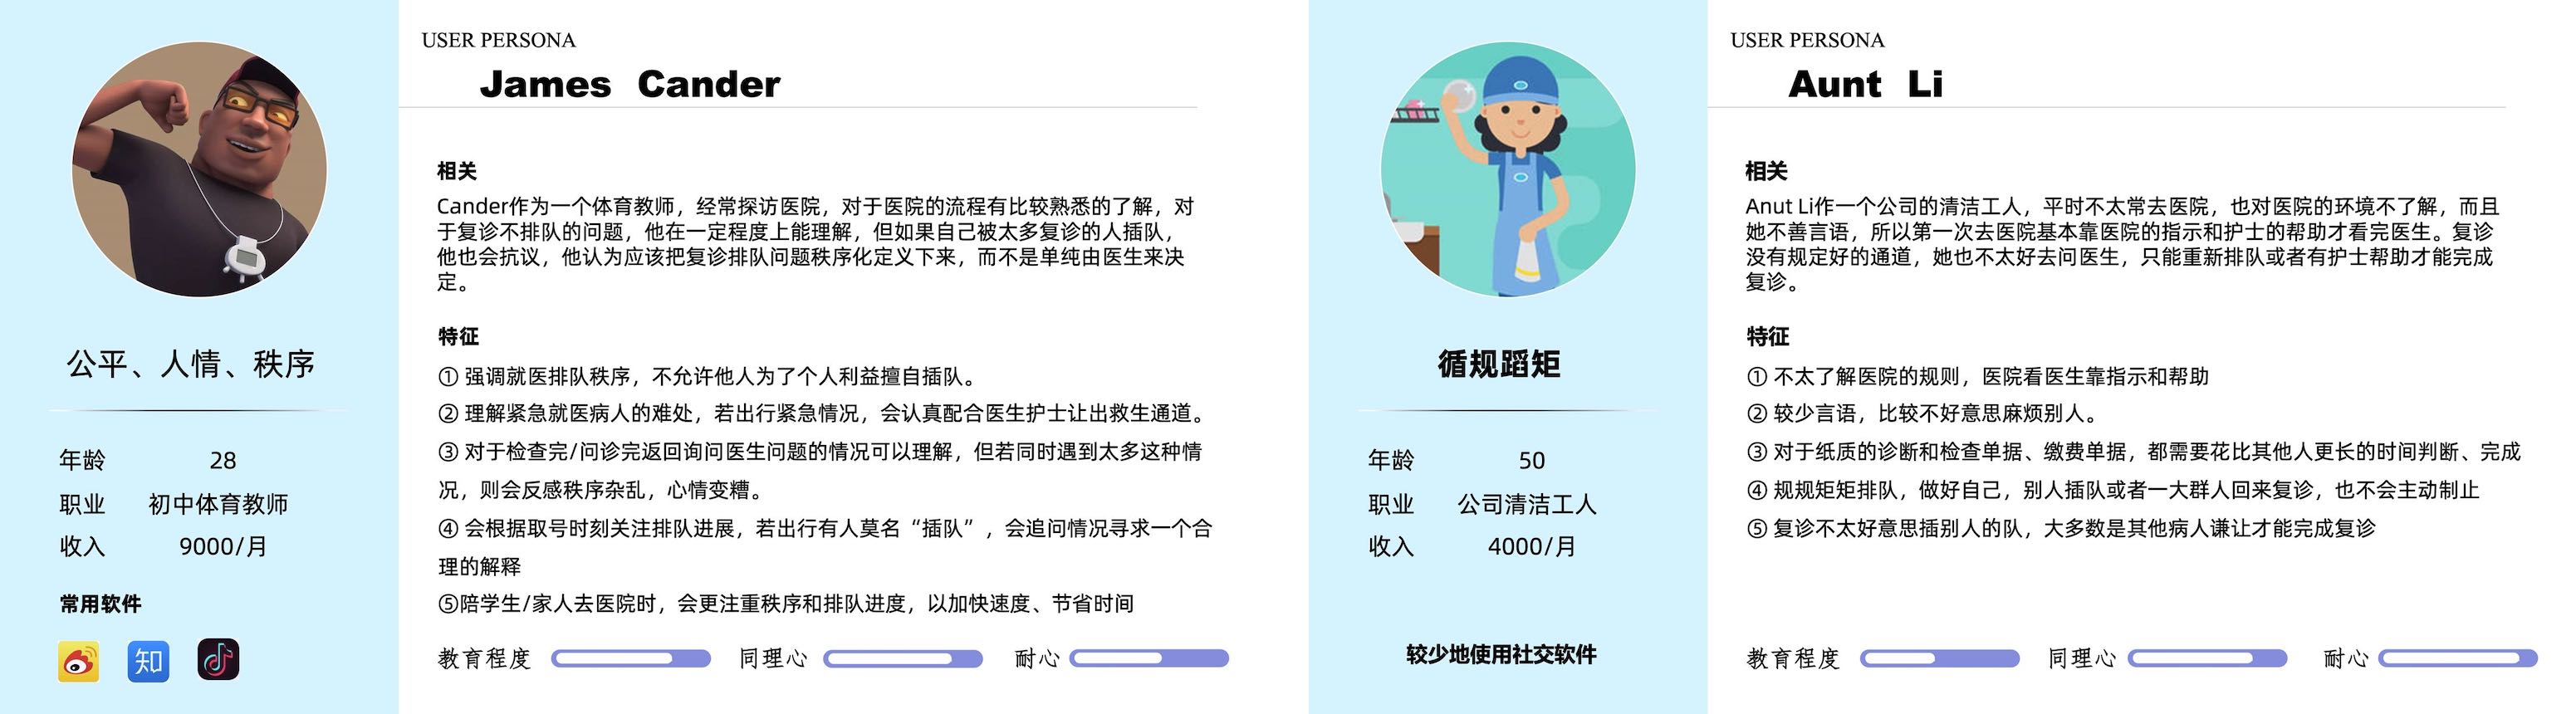 USER PERSONA
James Cander
相关
Cander作为一个体育教师，经常探访医院，对于医院的流程有比较熟悉的了解，对
于复诊不排队的问题，他在一定程度上能理解，但如果自己被太多复诊的人插队，
他也会抗议，他认为应该把复诊排队问题秩序化定义下来，而不是单纯由医生来决
定。
特征
① 强调就医排队秩序，不允许他人为了个人利益擅自插队。
② 理解紧急就医病人的难处，若出行紧急情况，会认真配合医生护士让出救生通道。
③ 对于检查完/问诊完返回询问医生问题的情况可以理解，但若同时遇到太多这种情
况，则会反感秩序杂乱，心情变糟。
④ 会根据取号时刻关注排队进展，若出行有人莫名“插队”，会追问情况寻求一个合
理的解释
⑤陪学生/家人去医院时，会更注重秩序和排队进度，以加快速度、节省时间
教育程度 同理心 耐心
公平、人情、秩序
年龄 28
职业 初中体育教师
收入 9000/月
常用软件
知
USER PERSONA
Aunt Li
相关
Anut Li作一个公司的清洁工人，平时不太常去医院，也对医院的环境不了解，而且
她不善言语，所以第一次去医院基本靠医院的指示和护士的帮助才看完医生。复诊
没有规定好的通道，她也不太好去问医生，只能重新排队或者有护士帮助才能完成
复诊。
特征
① 不太了解医院的规则，医院看医生靠指示和帮助
② 较少言语，比较不好意思麻烦别人。
③ 对于纸质的诊断和检查单据、缴费单据，都需要花比其他人更长的时间判断、完成
④ 规规矩矩排队，做好自己，别人插队或者一大群人回来复诊，也不会主动制止
⑤ 复诊不太好意思插别人的队，大多数是其他病人谦让才能完成复诊
教育程度 同理心 耐心
循规蹈矩
年龄 50
职业 公司清洁工人
收入 4000/月
较少地使用社交软件